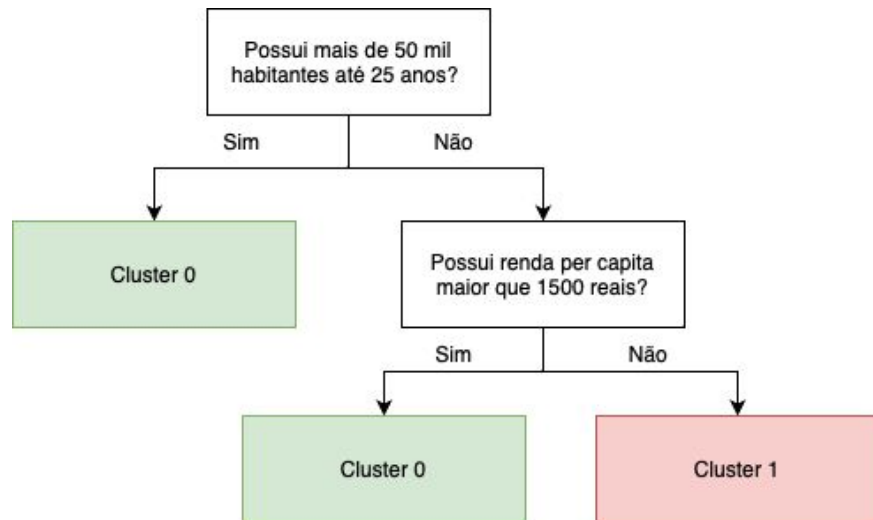 Possui mais de 50 mil
habitantes até 25 anos?
Sim
Não
Cluster 0
Possui renda per capita
maior que 1500 reais?
Sim
Não
Cluster 0
Cluster 1